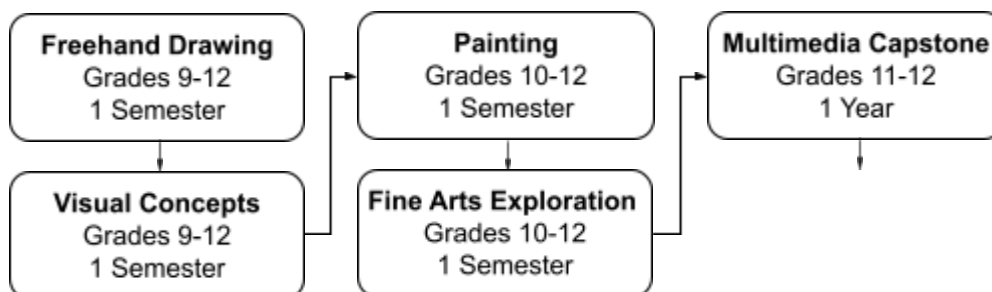 Freehand Drawing
Grades 9-12
1 Semester
Visual Concepts
Grades 9-12
1 Semester
Painting
Grades 10-12
1 Semester
Fine Arts Exploration
Grades 10-12
1 Semester
Multimedia Capstone
Grades 11-12
1 Year